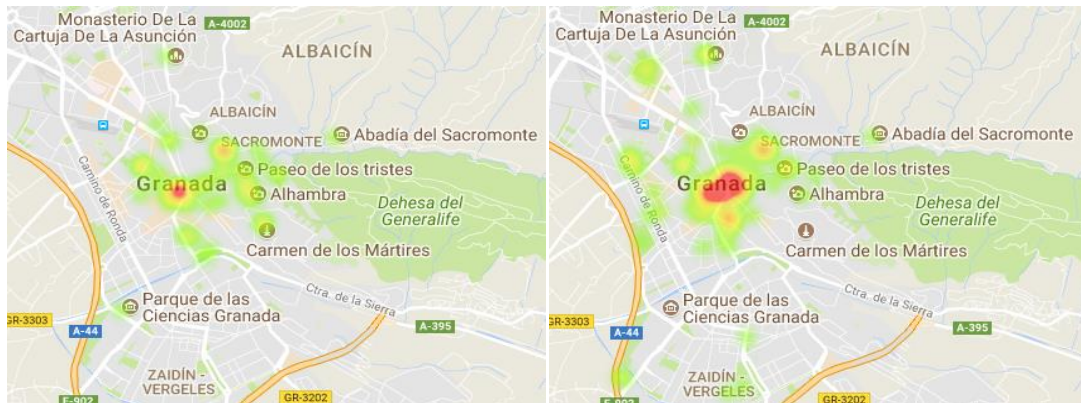 Monasterio De La
Cartuja De La Asunción
A-4002
ALBAICÍN
ALBAICÍN
SACROMONTE
Abadía del Sacromonte
Paseo de los tristes
Granada
Alhambra
Dehesa del
Generalife
Camino de Ronda
Carmen de los Mártires
Ctra. de la Sierra
Parque de las
Ciencias Granada
GR-3303
A-44
A-395
ZAIDÍN -
VERGELES
E-902
GR-3202
Monasterio De La
Cartuja De La Asunción
A-4002
ALBAICÍN
ALBAICÍN
SACROMONTE
Abadía del Sacromonte
Paseo de los tristes
Granada
Alhambra
Dehesa del
Generalife
Camino de Ronda
Carmen de los Mártires
Ctra. de la Sierra
Parque de las
Ciencias Granada
GR-3303
A-44
A-395
ZAIDÍN -
VERGELES
E-902
GR-3202